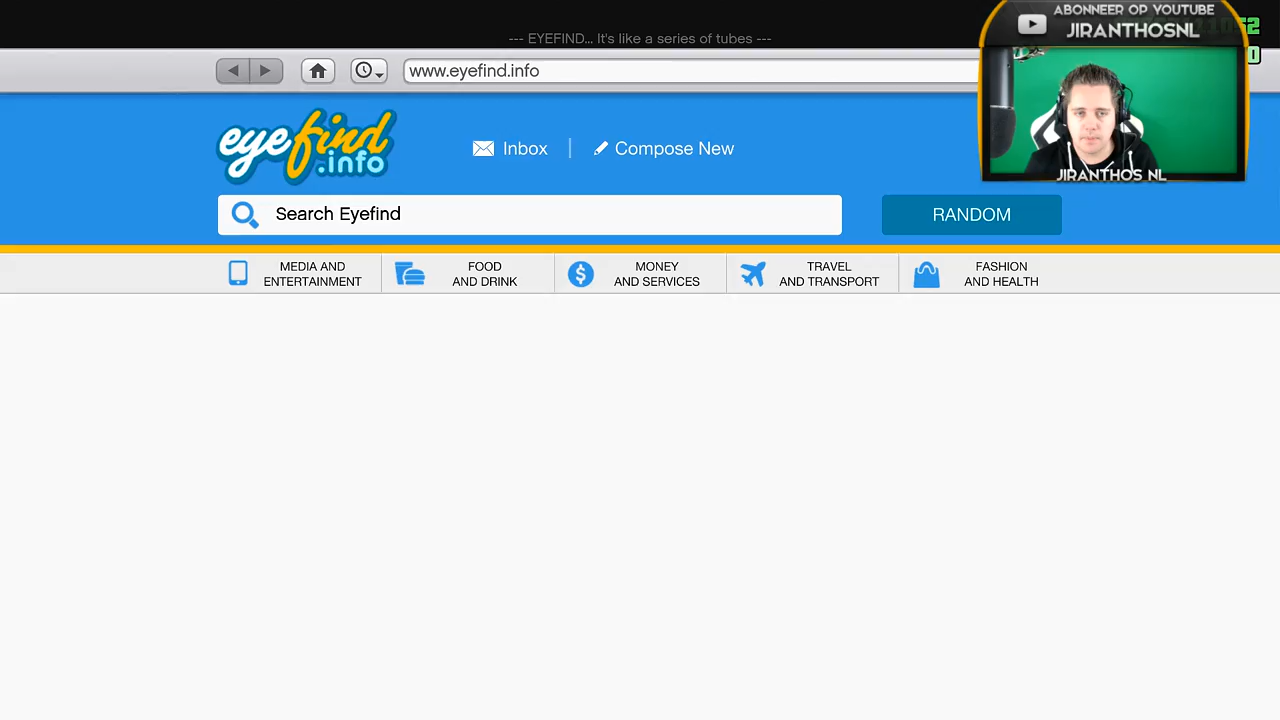 ABONNEER OP YOUTUBE
JIRANTHOSNL
--- EYEFIND... It's like a series of tubes ---
www.eyefind.info
eyefind
.info
Inbox
Compose New
JIRANTHOS NL
Search Eyefind
RANDOM
MEDIA AND
ENTERTAINMENT
FOOD
AND DRINK
MONEY
AND SERVICES
TRAVEL
AND TRANSPORT
FASHION
AND HEALTH